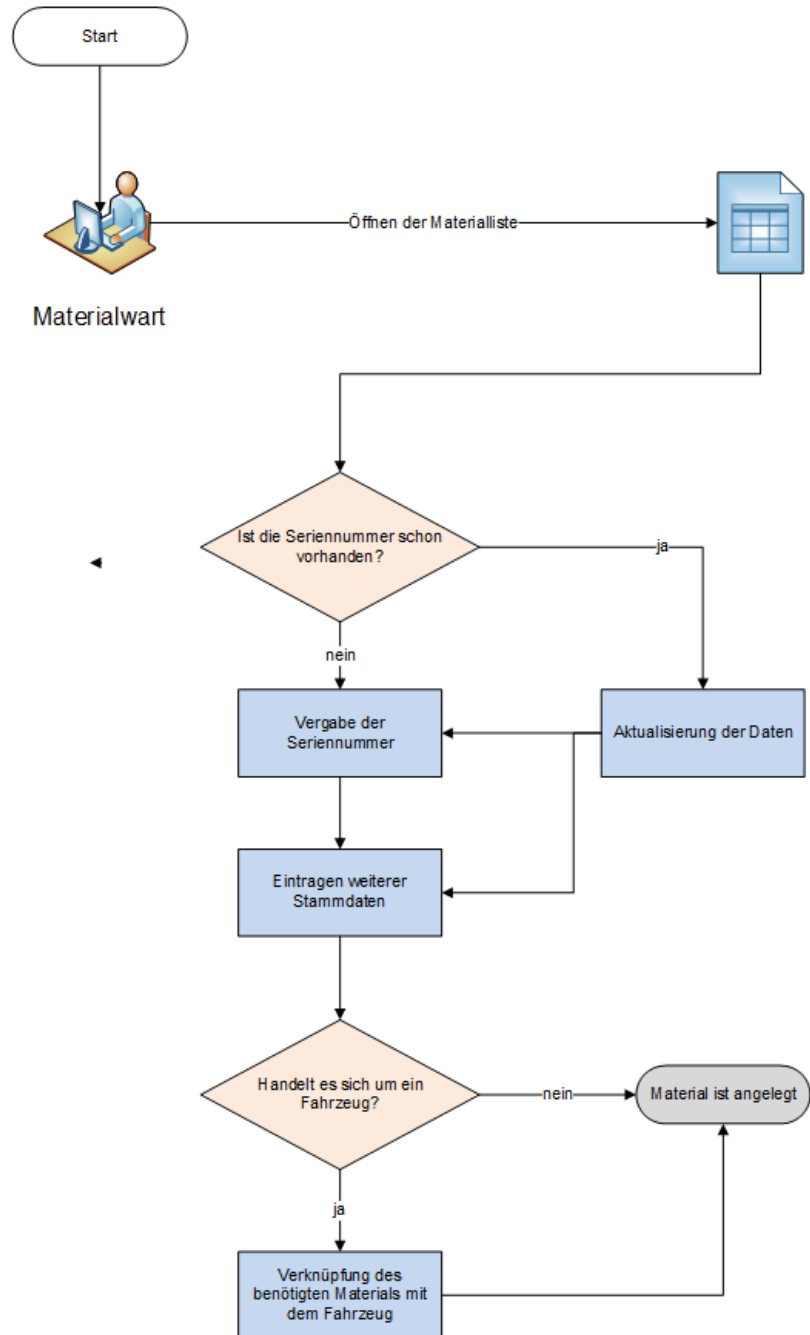 Start
Öffnen der Materialliste
Materialwart
Ist die Seriennummer schon
vorhanden?
ja
nein
Vergabe der
Seriennummer
Aktualisierung der Daten
Eintragen weiterer
Stammdaten
Handelt es sich um ein
Fahrzeug?
nein
Material ist angelegt
ja
Verknüpfung des
benötigten Materials mit
dem Fahrzeug